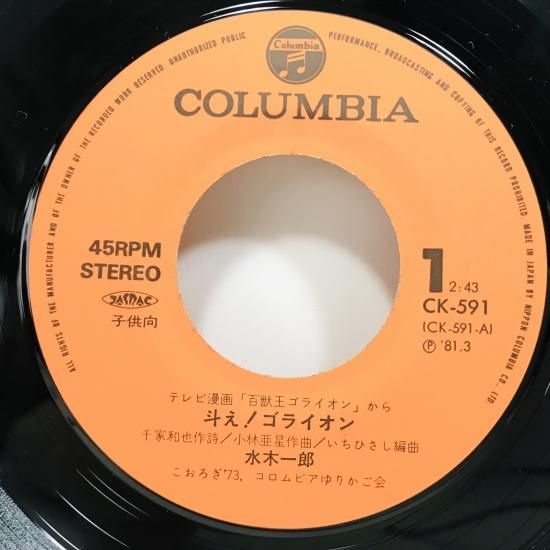 ALL RIGHTS OF THE MANUFACTURER AND OF THE OWNER OF THE RECORDED WORK RESERVED. UNAUTHORIZED PUBLIC PERFORMANCE, BROADCASTING AND COPYING OF THIS RECORD PROHIBITED. MADE IN JAPAN BY NIPPON COLUMBIA CO., LTD.
Columbia
COLUMBIA
45RPM
STEREO
JASRAC
子供向
1 2:43
CK-591
(CK-591-A)
Ⓟ '81.3
テレビ漫画「百獣王ゴライオン」から
斗え!ゴライオン
千家和也作詩/小林亜星作曲/いちひさし編曲
水木一郎
こおろぎ'73, コロムビアゆりかご会